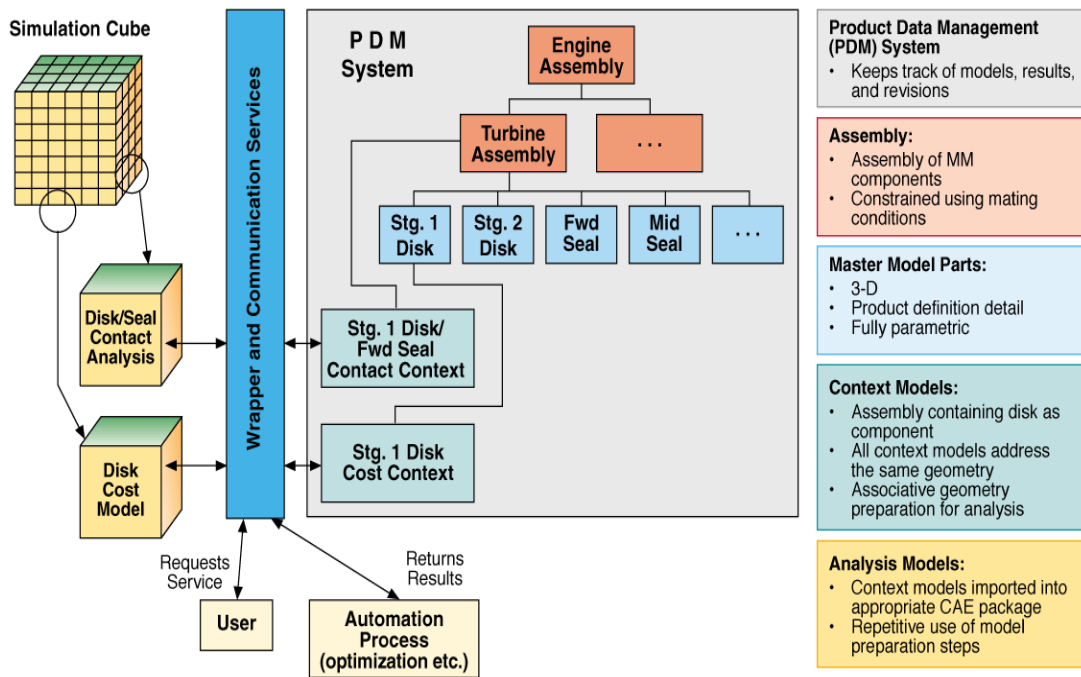 Simulation Cube
Disk/Seal
Contact
Analysis
Disk
Cost
Model
Wrapper and Communication Services
Requests
Service
User
Returns
Results
Automation
Process
(optimization etc.)
P D M
System
Engine
Assembly
Turbine
Assembly
. . .
Stg. 1
Disk
Stg. 2
Disk
Fwd
Seal
Mid
Seal
. . .
Stg. 1 Disk/
Fwd Seal
Contact Context
Stg. 1 Disk
Cost Context
Product Data Management
(PDM) System
• Keeps track of models, results,
and revisions
Assembly:
• Assembly of MM
components
• Constrained using mating
conditions
Master Model Parts:
• 3-D
• Product definition detail
• Fully parametric
Context Models:
• Assembly containing disk as
component
• All context models address
the same geometry
• Associative geometry
preparation for analysis
Analysis Models:
• Context models imported into
appropriate CAE package
• Repetitive use of model
preparation steps